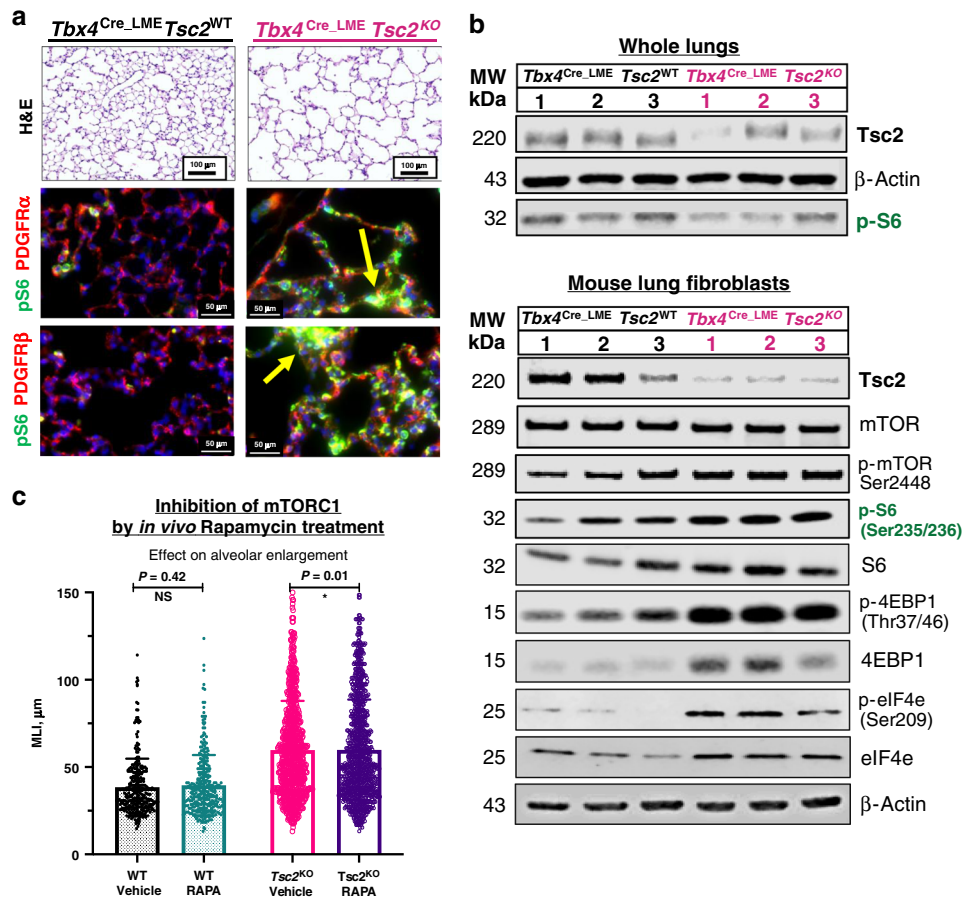 a
Tbx4Cre_LME Tsc2WT
Tbx4Cre_LME Tsc2KO
H&E
100 µm
100 µm
pS6 PDGFRα
50 µm
50 µm
pS6 PDGFRβ
50 µm
50 µm
b
Whole lungs
MW kDa
Tbx4Cre_LME Tsc2WT Tbx4Cre_LME Tsc2KO
1 2 3 1 2 3
220 Tsc2
43 β-Actin
32 p-S6
Mouse lung fibroblasts
MW kDa
Tbx4Cre_LME Tsc2WT Tbx4Cre_LME Tsc2KO
1 2 3 1 2 3
220 Tsc2
289 mTOR
289 p-mTOR
Ser2448
32 p-S6
(Ser235/236)
32 S6
15 p-4EBP1
(Thr37/46)
15 4EBP1
25 p-eIF4e
(Ser209)
25 eIF4e
43 β-Actin
c
Inhibition of mTORC1
by in vivo Rapamycin treatment
Effect on alveolar enlargement
P = 0.42
NS
P = 0.01
*
MLI, µm
150
100
50
0
WT
Vehicle
WT
RAPA
Tsc2KO
Vehicle
Tsc2KO
RAPA